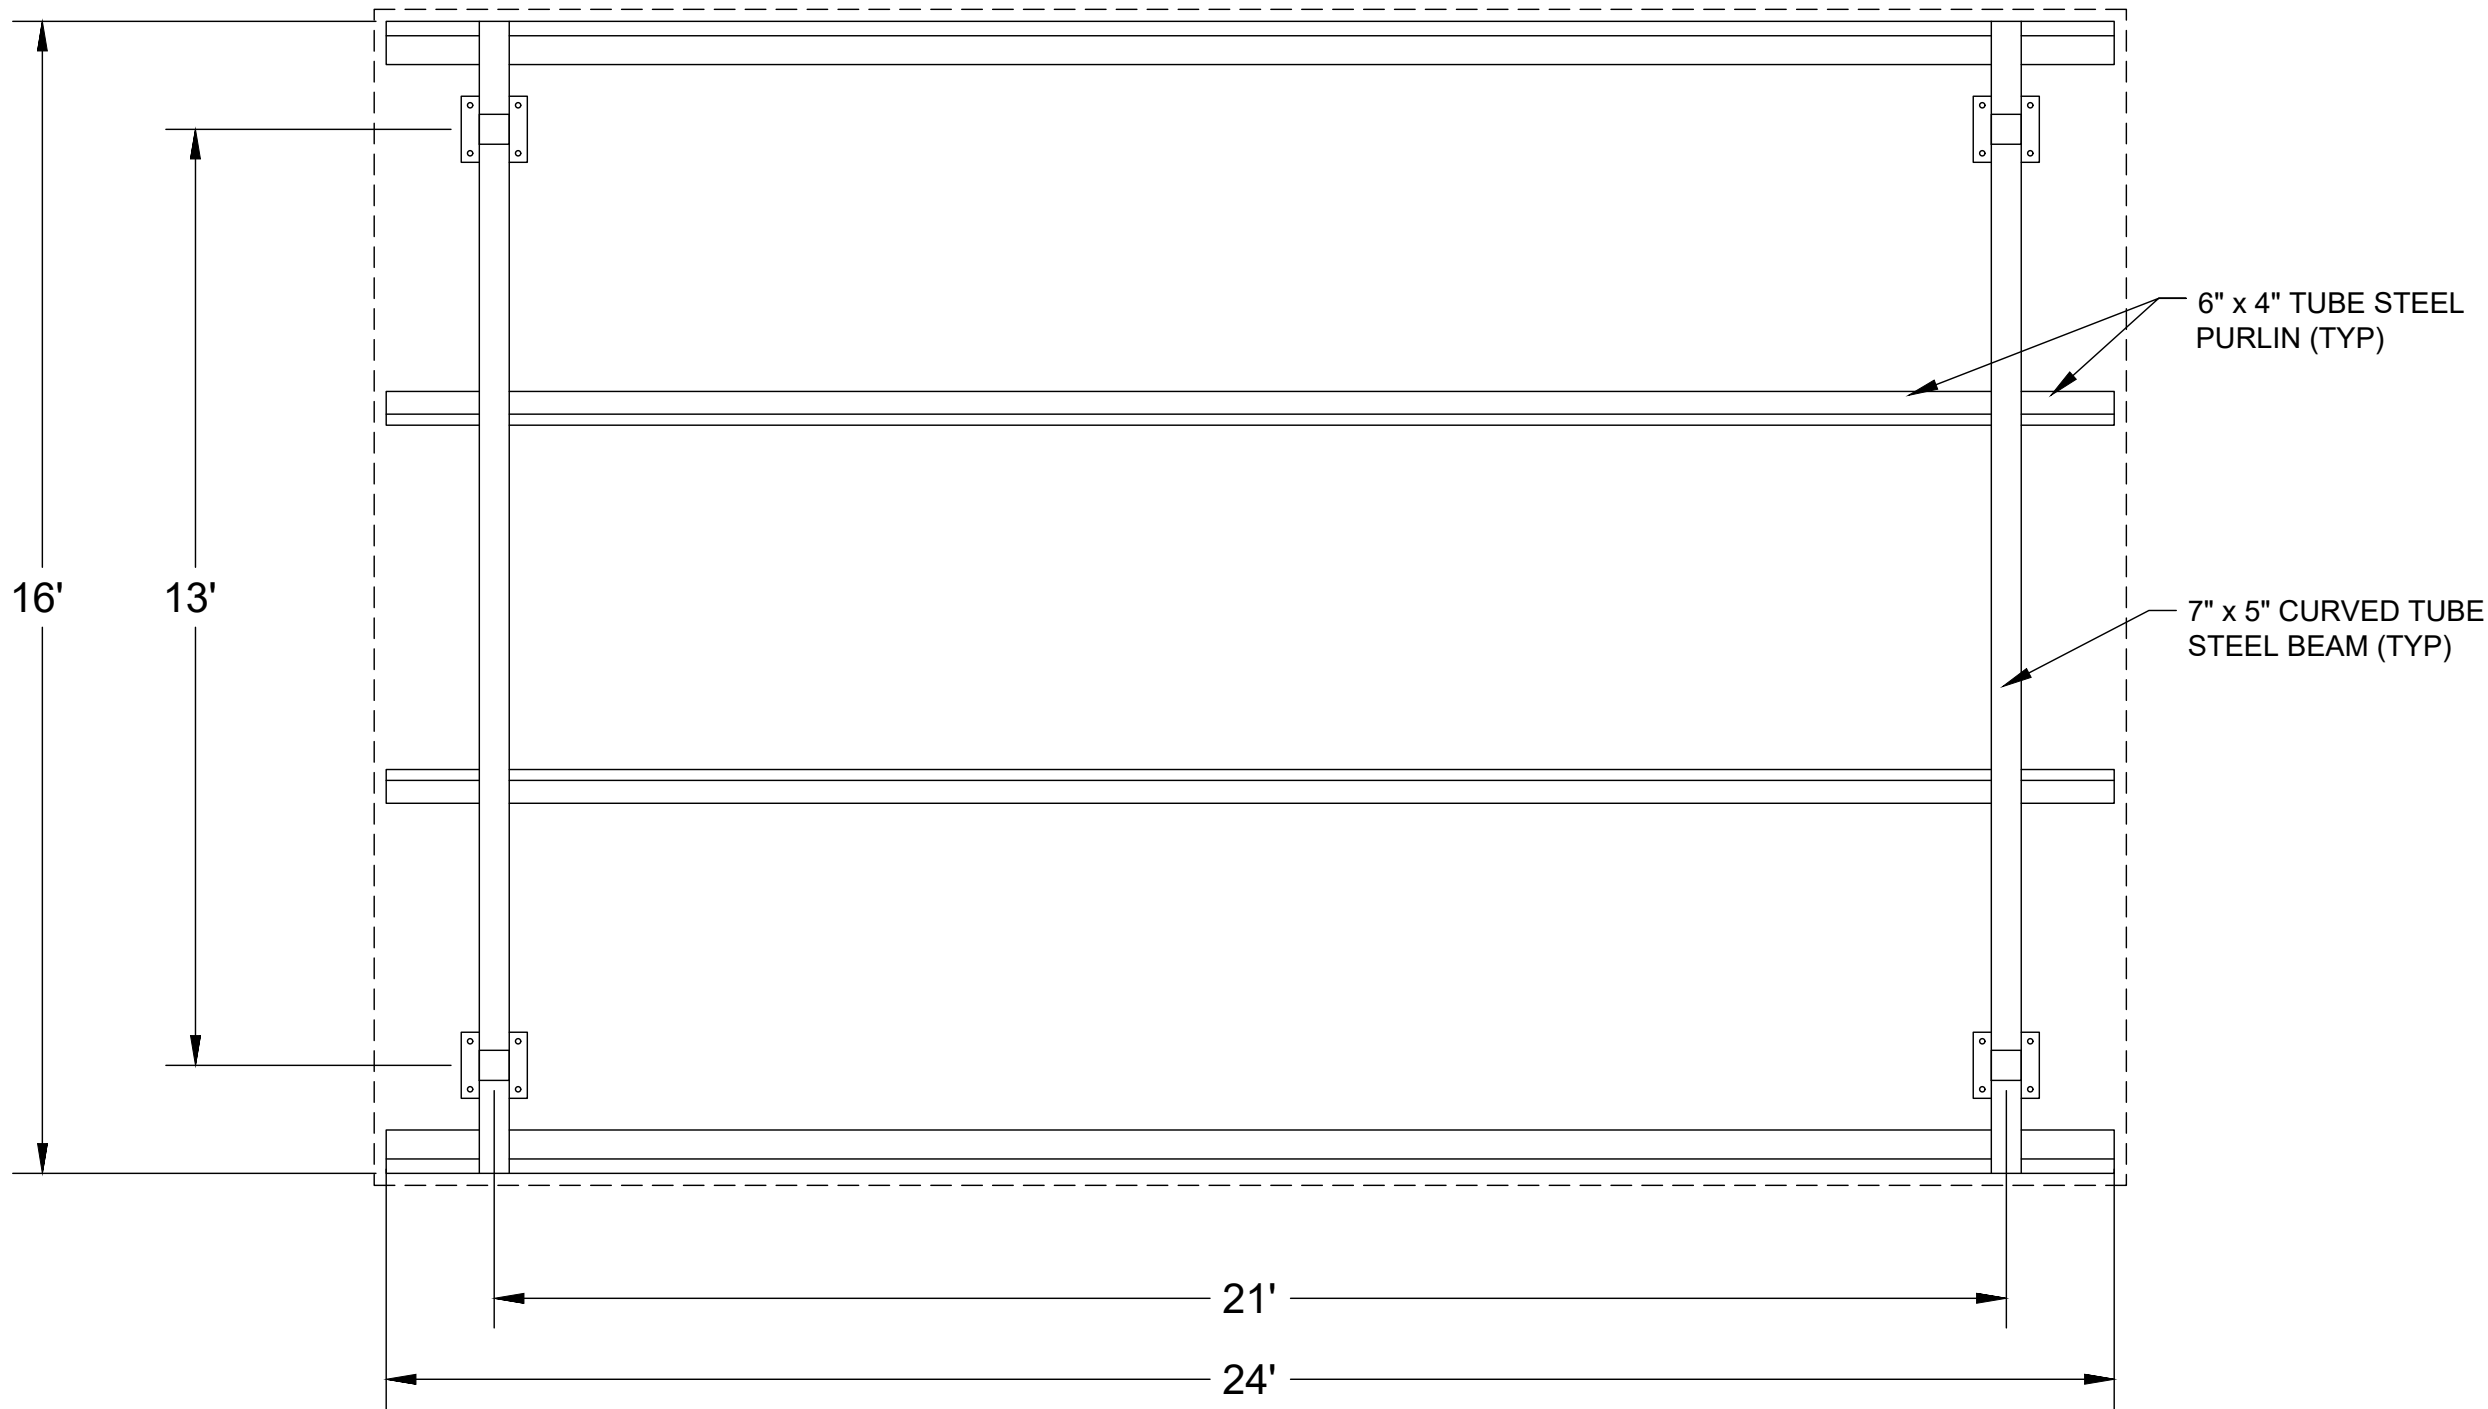 6" x 4" TUBE STEEL
PURLIN (TYP)
16'
13'
7" x 5" CURVED TUBE
STEEL BEAM (TYP)
21'
24'